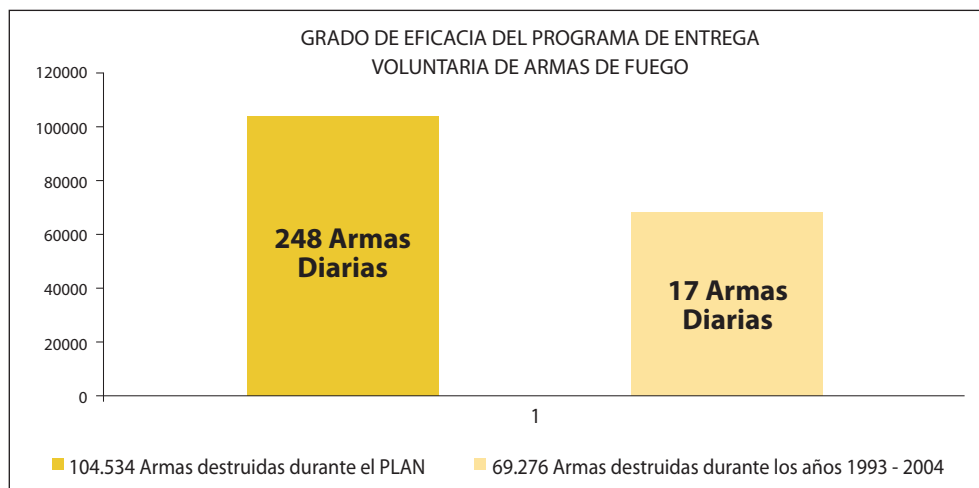 GRADO DE EFICACIA DEL PROGRAMA DE ENTREGA
VOLUNTARIA DE ARMAS DE FUEGO
120000
100000
80000
60000
40000
20000
0
248 Armas
Diarias
17 Armas
Diarias
1
104.534 Armas destruidas durante el PLAN
69.276 Armas destruidas durante los años 1993 - 2004